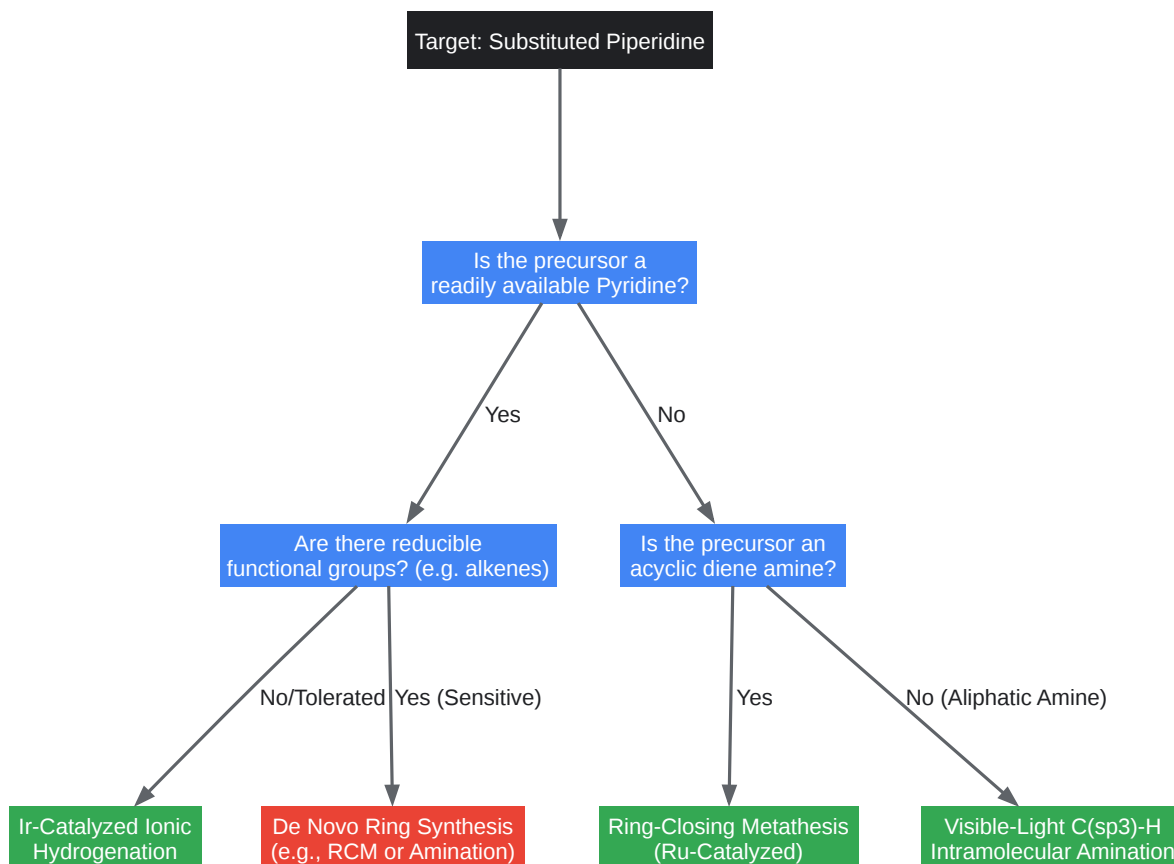 Target: Substituted Piperidine
Is the precursor a
readily available Pyridine?
Yes
No
Are there reducible
functional groups? (e.g. alkenes)
Is the precursor an
acyclic diene amine?
No/Tolerated
Yes (Sensitive)
Yes
No (Aliphatic Amine)
Ir-Catalyzed Ionic
Hydrogenation
De Novo Ring Synthesis
(e.g., RCM or Amination)
Ring-Closing Metathesis
(Ru-Catalyzed)
Visible-Light C(sp3)-H
Intramolecular Amination